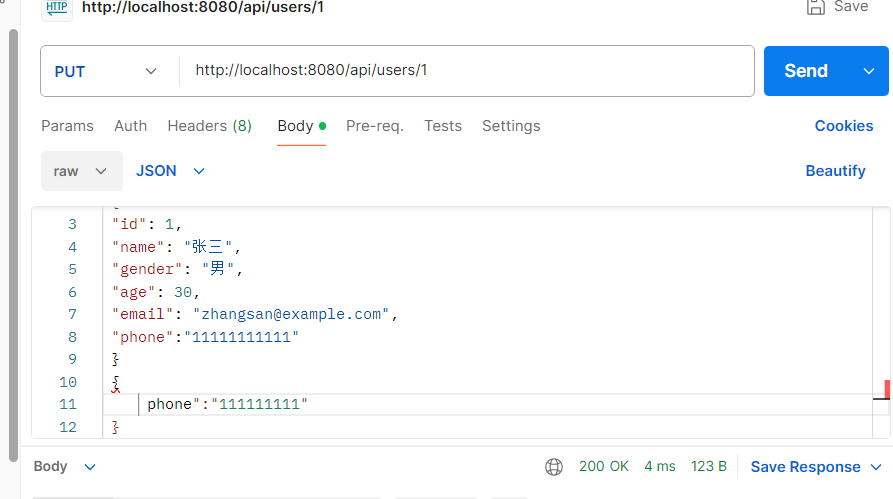 HTTP http://localhost:8080/api/users/1 Save
PUT http://localhost:8080/api/users/1 Send
Params Auth Headers (8) Body Pre-req. Tests Settings Cookies
raw JSON Beautify
3 "id": 1,
4 "name": "张三",
5 "gender": "男",
6 "age": 30,
7 "email": "zhangsan@example.com",
8 "phone":"11111111111"
9 }
10 {
11 phone":"111111111"
12 }
Body 200 OK 4 ms 123 B Save Response